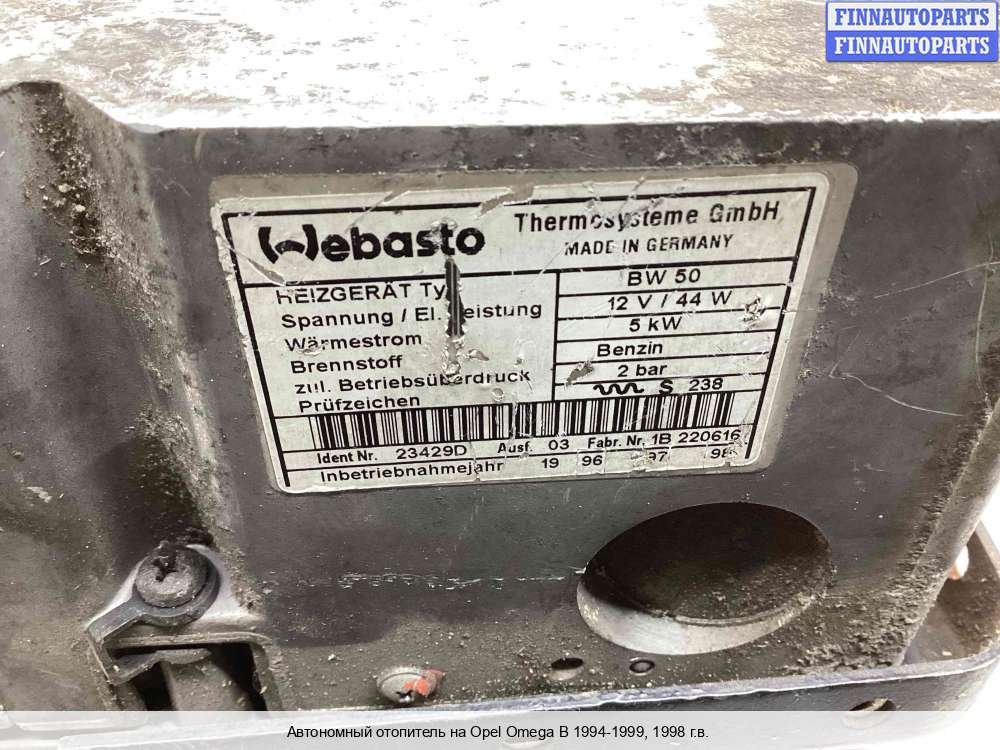 FINNAUTOPARTS
FINNAUTOPARTS
Webasto Thermosysteme GmbH
MADE IN GERMANY
HEIZGERÄT BW 50
Spannung / El. Leistung 12 V / 44 W
Wärmestrom 5 kW
Brennstoff Benzin
zul. Betriebsüberdruck 2 bar
Prüfzeichen S 238
Ident Nr. 23429D Ausf. 03 Fabr. Nr. 1B 220616
Inbetriebnahmejahr 19 96 97 98
Автономный отопитель на Opel Omega B 1994-1999, 1998 г.в.